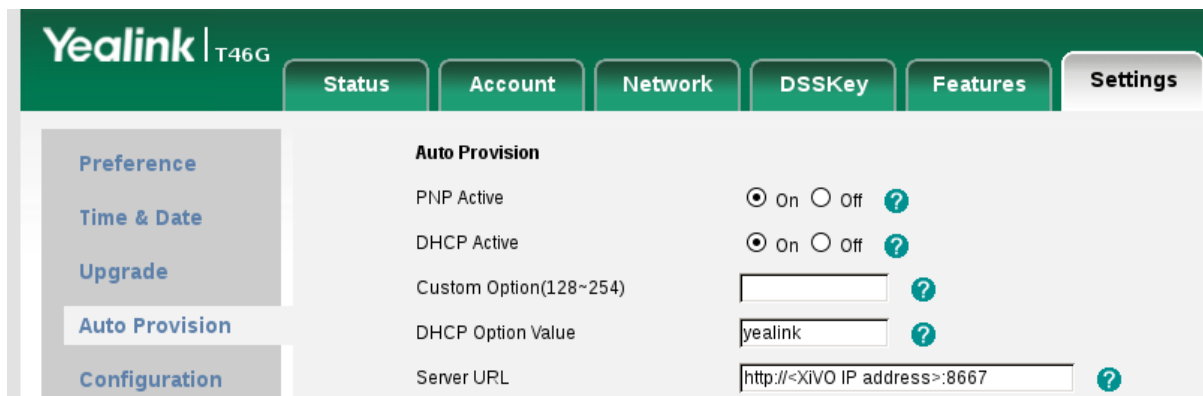 Yealink T46G
Status Account Network DSSKey Features Settings
Preference
Time & Date
Upgrade
Auto Provision
Configuration
Auto Provision
PNP Active On Off ?
DHCP Active On Off ?
Custom Option(128~254) ?
DHCP Option Value yealink ?
Server URL http://<XiVO IP address>:8667 ?